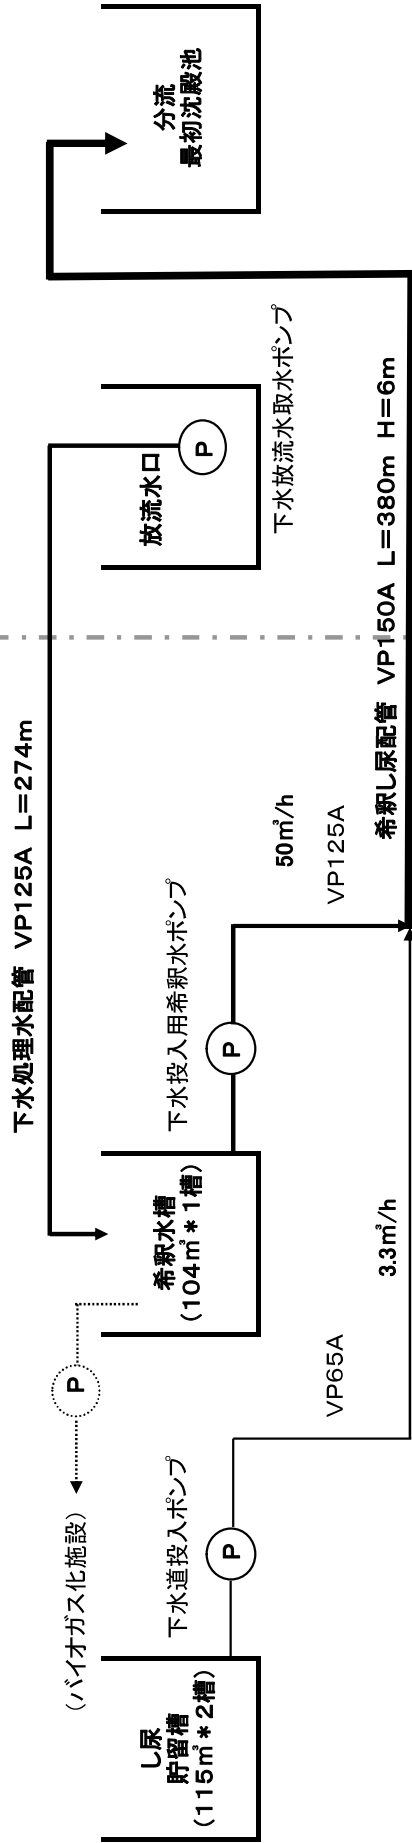 下水処理水配管 VP125A L=274m
(バイオガス化施設)
P
し尿
貯留槽
(115㎥*2槽)
下水道投入ポンプ
P
VP65A
3.3㎥/h
希釈水槽
(104㎥*1槽)
下水投入用希釈水ポンプ
P
50㎥/h
VP125A
放流水口
P
下水放流水取水ポンプ
希釈し尿配管 VP150A L=380m H=6m
分流
最初沈殿池